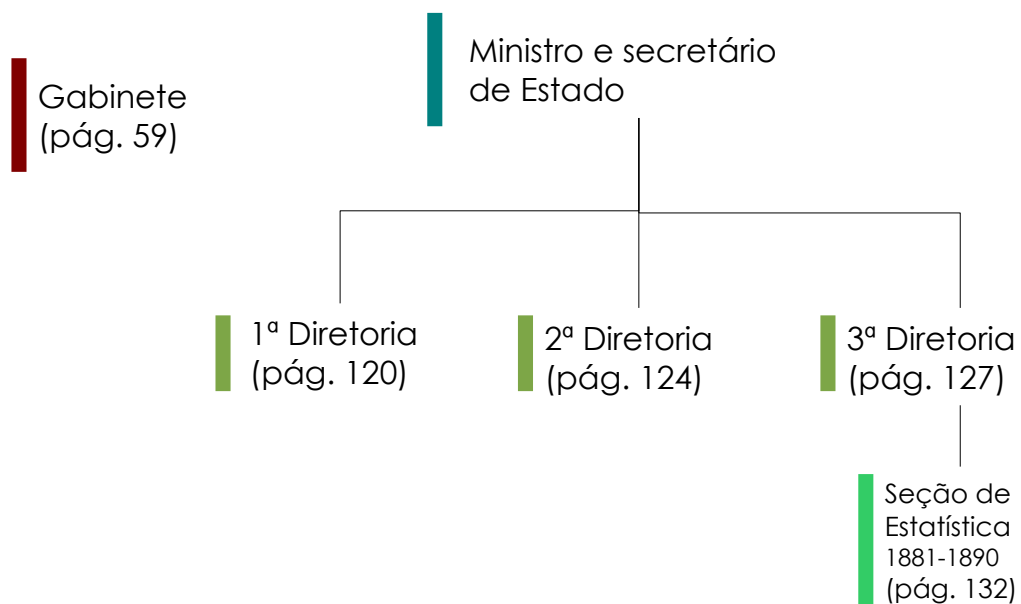 Ministro e secretário
de Estado
Gabinete
(pág. 59)
1ª Diretoria
(pág. 120)
2ª Diretoria
(pág. 124)
3ª Diretoria
(pág. 127)
Seção de
Estatística
1881-1890
(pág. 132)